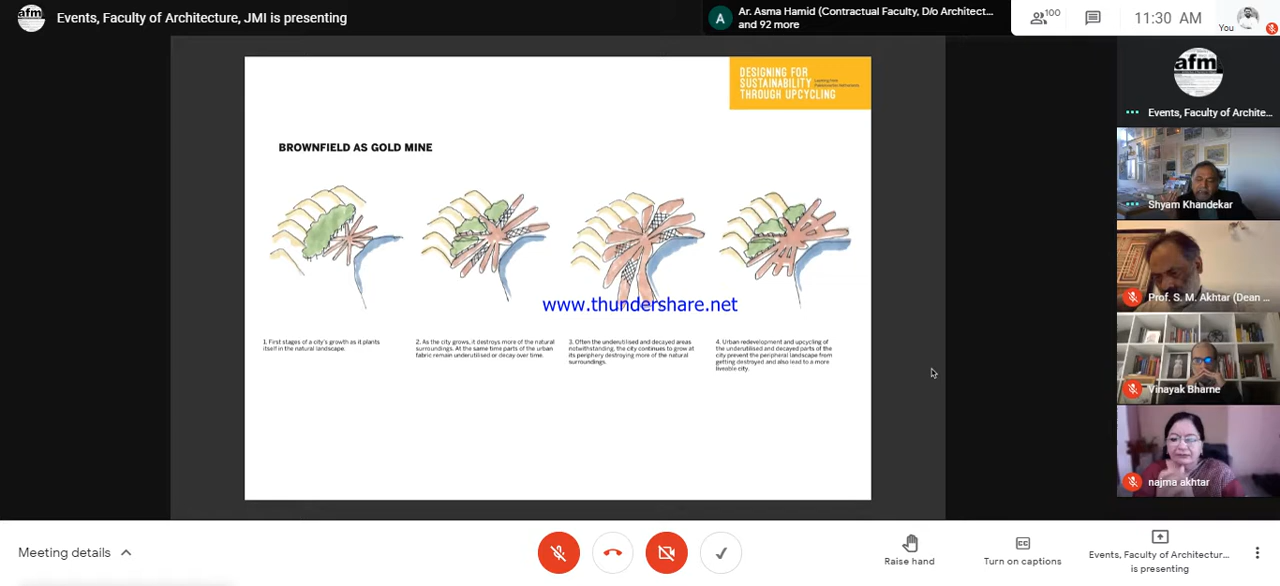 afm
Events, Faculty of Architecture, JMI is presenting
A
Ar. Asma Hamid (Contractual Faculty, D/o Architect...
and 92 more
100
11:30 AM
You
DESIGNING FOR
SUSTAINABILITY
THROUGH UPCYCLING
BROWNFIELD AS GOLD MINE
www.thundershare.net
1. First stages of a city's growth as it plants
itself in the natural landscape.
2. As the city grows, it destroys more of the natural
surroundings. At the same time parts of the urban
fabric remain underutilised or decay over time.
3. Often the underutilised and decayed areas
notwithstanding, the city continues to grow at
its periphery destroying more of the natural
surroundings.
4. Urban redevelopment and upcycling of
the underutilised and decayed parts of the
city prevent the peripheral landscape from
getting destroyed and also lead to a more
liveable city.
afm
Events, Faculty of Archite...
Shyam Khandekar
Prof. S. M. Akhtar (Dean ...
Vinayak Bharne
najma akhtar
Meeting details
Raise hand
Turn on captions
Events, Faculty of Architectur...
is presenting